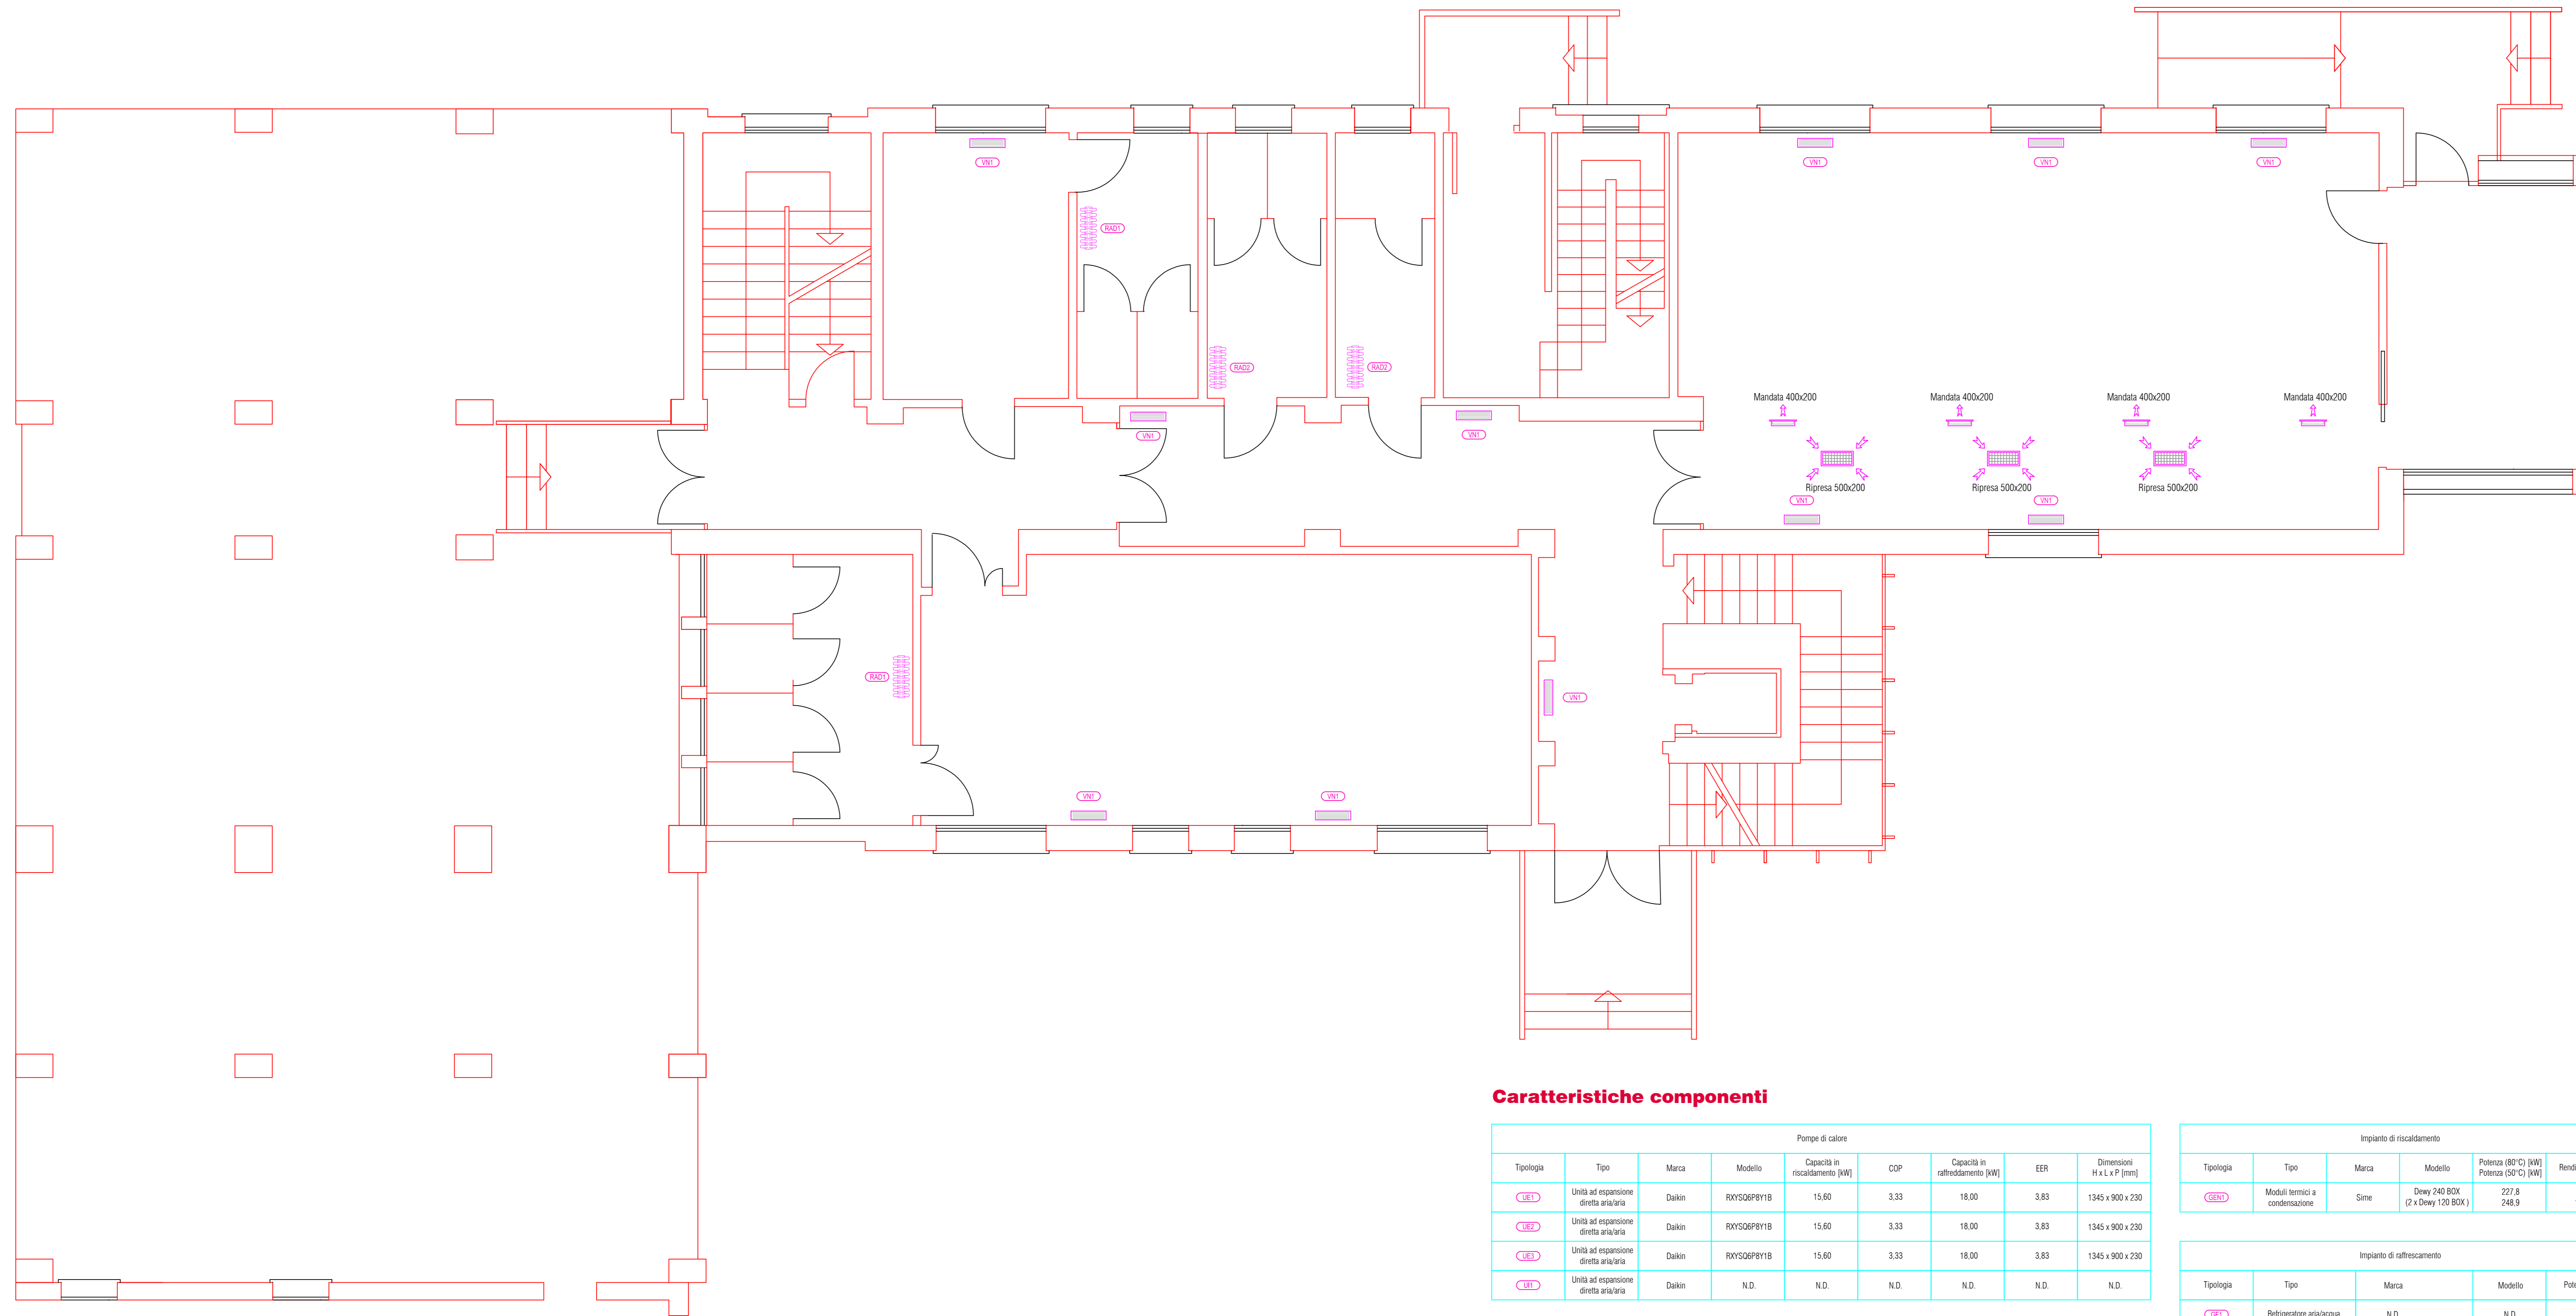 VN1
VN1
VN1
VN1
RAD1
RAD2
RAD2
Mandata 400x200
Mandata 400x200
Mandata 400x200
Mandata 400x200
VN1
VN1
Ripresa 500x200
Ripresa 500x200
Ripresa 500x200
VN1
VN1
RAD1
VN1
VN1
VN1
Caratteristiche componenti
Pompe di calore
Tipologia Tipo Marca Modello Capacità in riscaldamento [kW] COP Capacità in raffreddamento [kW] EER Dimensioni H x L x P [mm]
UE1 Unità ad espansione diretta aria/aria Daikin RXYSQ6P8Y1B 15,60 3,33 18,00 3,83 1345 x 900 x 230
UE2 Unità ad espansione diretta aria/aria Daikin RXYSQ6P8Y1B 15,60 3,33 18,00 3,83 1345 x 900 x 230
UE3 Unità ad espansione diretta aria/aria Daikin RXYSQ6P8Y1B 15,60 3,33 18,00 3,83 1345 x 900 x 230
UI1 Unità ad espansione diretta aria/aria Daikin N.D. N.D. N.D. N.D. N.D. N.D.
Impianto di riscaldamento
Tipologia Tipo Marca Modello Potenza (80°C) [kW] Potenza (50°C) [kW]
GEN1 Moduli termici a condensazione Sime Dewy 240 BOX (2 x Dewy 120 BOX ) 227,8 248,9
Impianto di raffrescamento
Tipologia Tipo Marca Modello
GF1 Refrigeratore aria/acqua N.D. N.D.